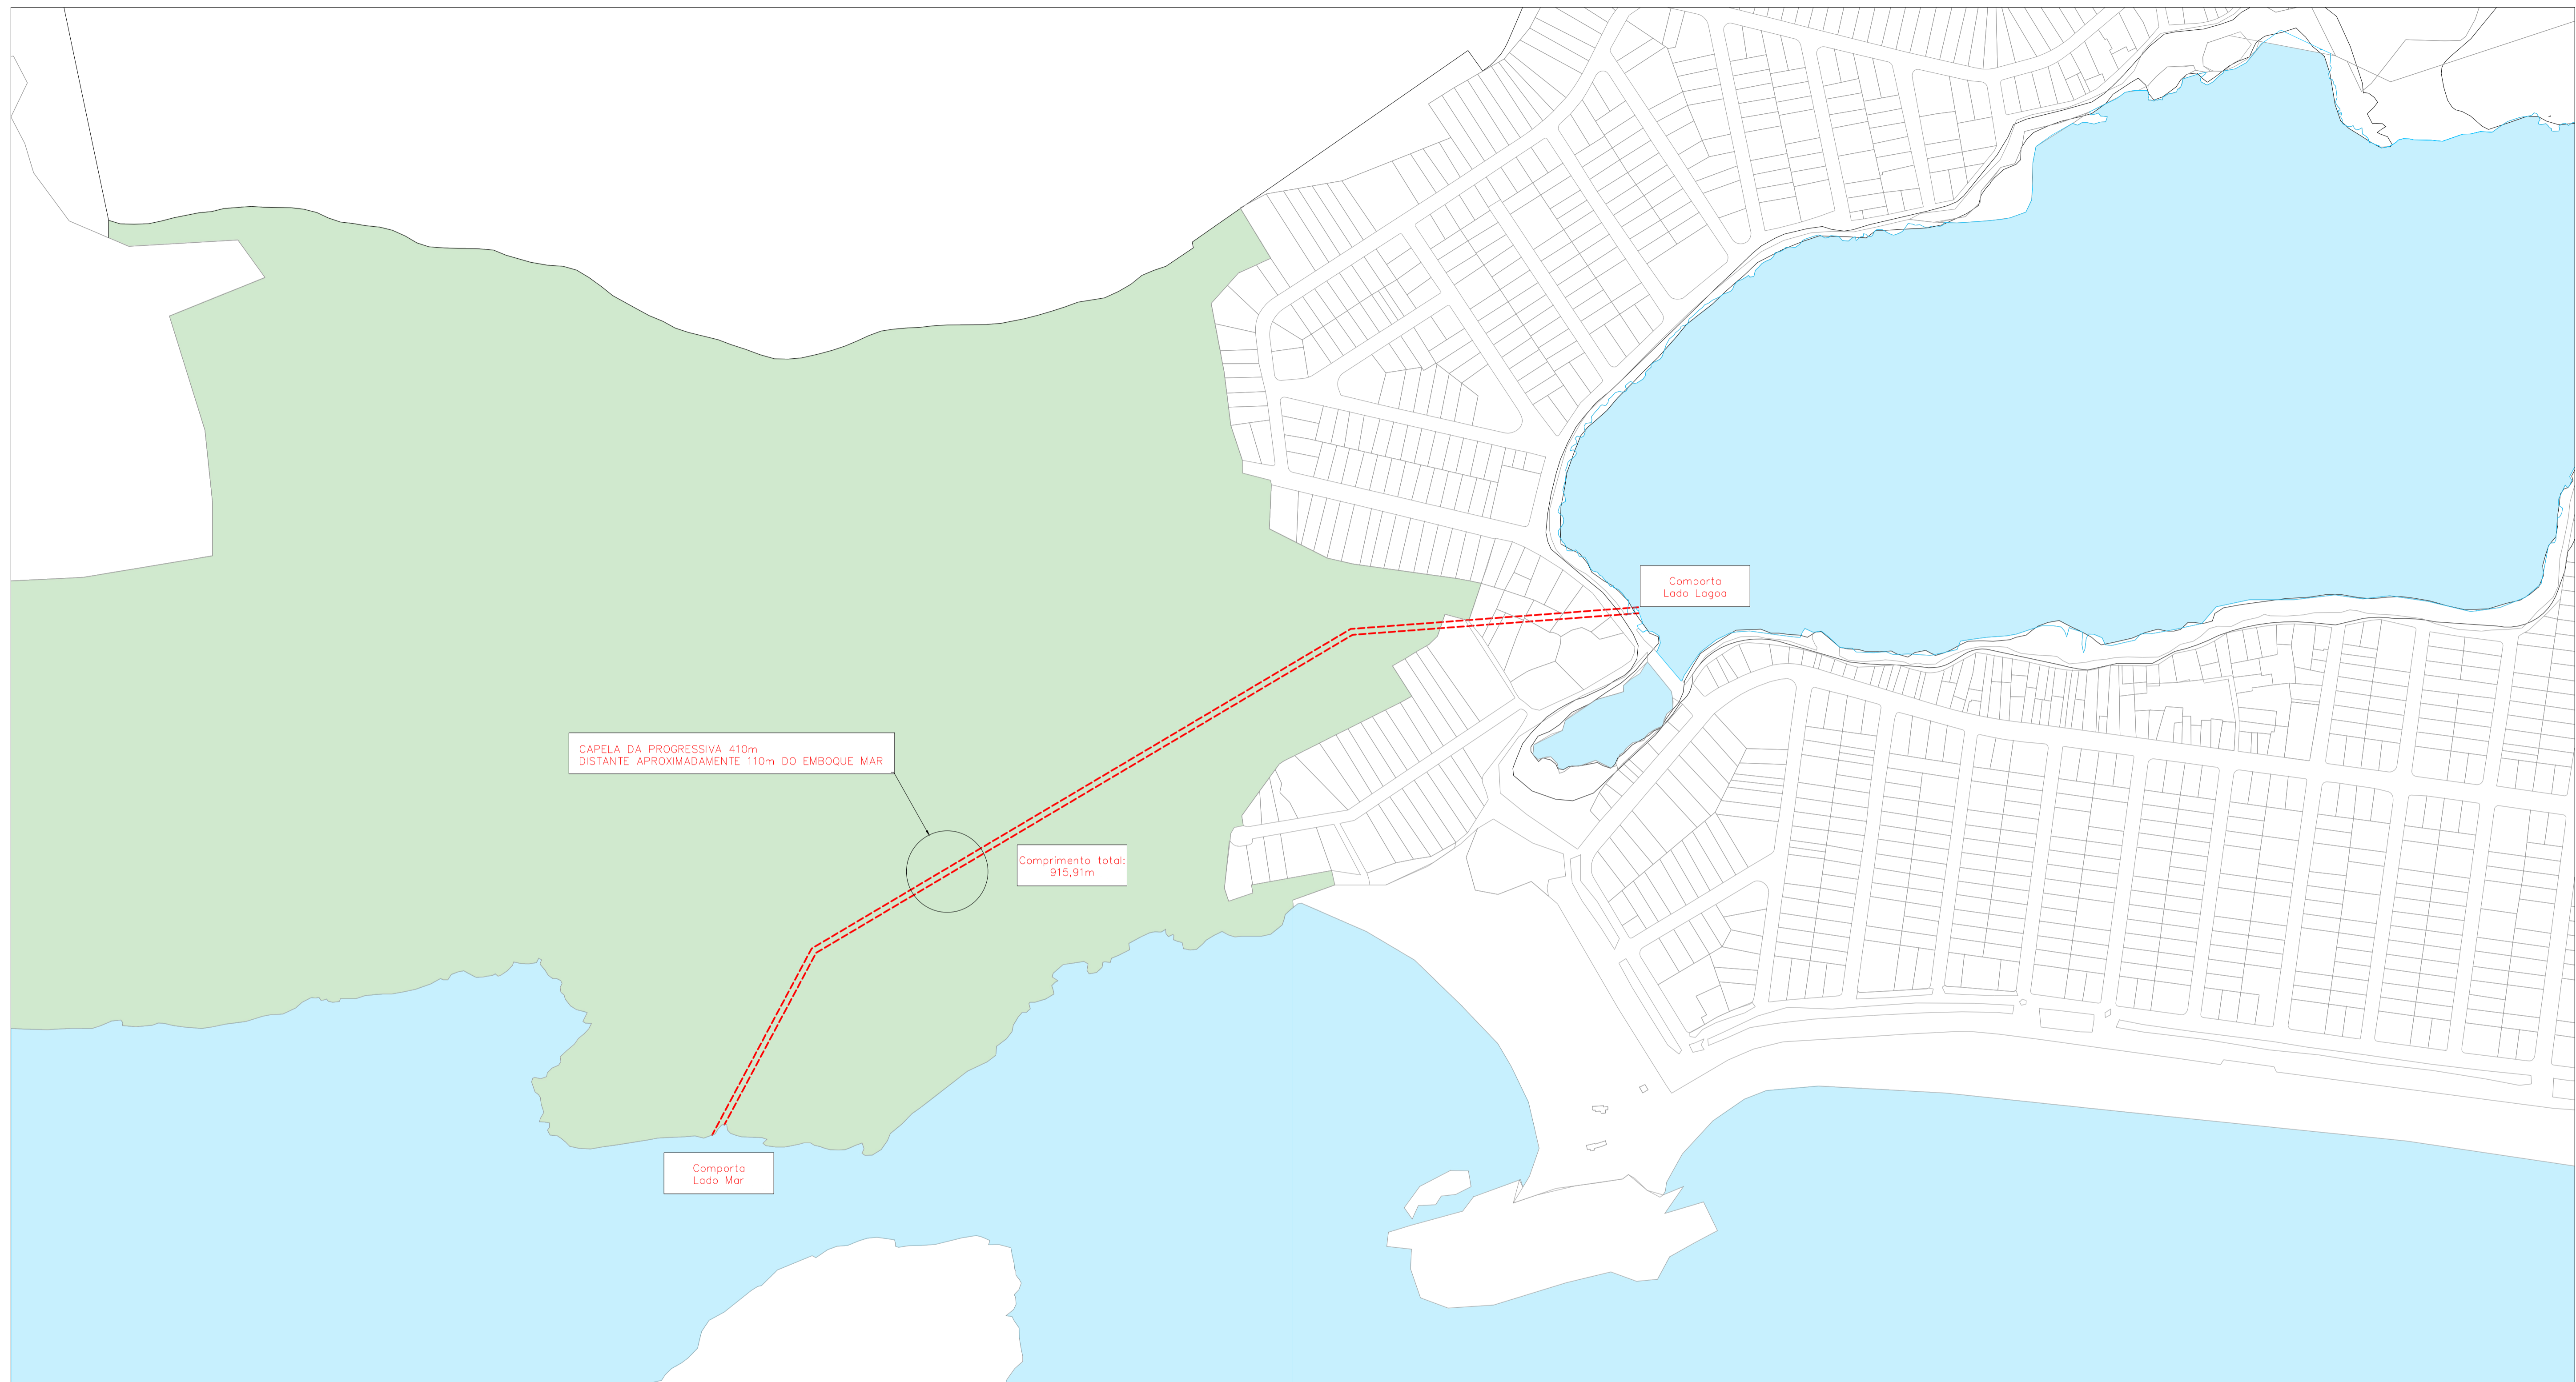 Comporta
Lado Lagoa
CAPELA DA PROGRESSIVA 410m
DISTANTE APROXIMADAMENTE 110m DO EMBOQUE MAR
Comprimento total:
915,91m
Comporta
Lado Mar